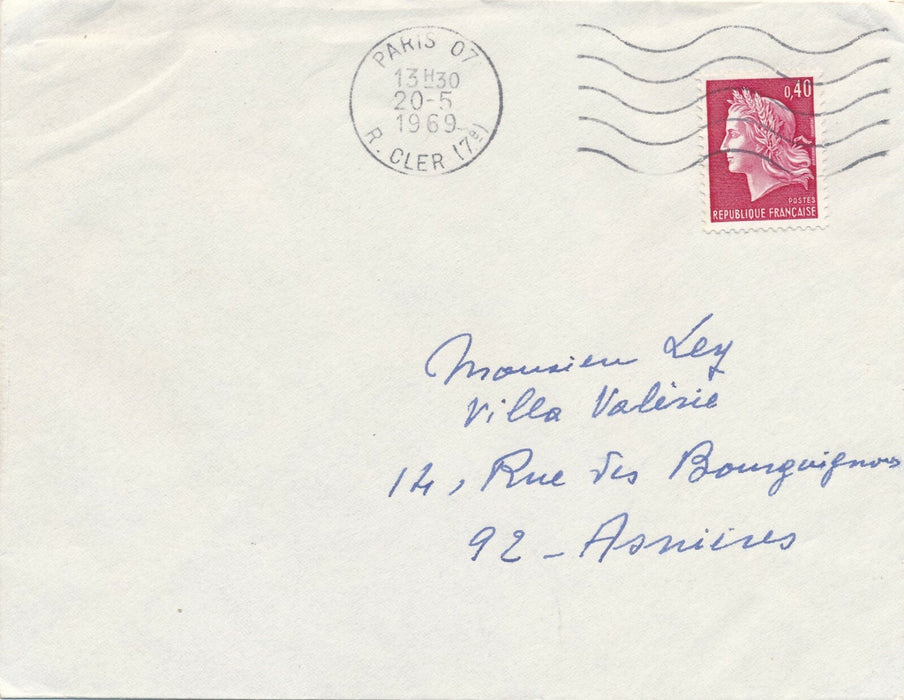 PARIS 07
13H30
20-5
1969
R. CLER (7e)
0,40
POSTES
REPUBLIQUE FRANÇAISE
Monsieur Ley
Villa Valérie
14, Rue des Bourguignons
92 - Asnières